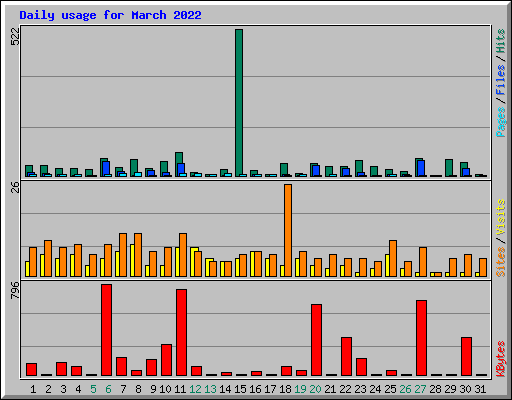 Daily usage for March 2022
522
Pages / Files / Hits
26
Sites / Visits
796
KBytes
1 2 3 4 5 6 7 8 9 10 11 12 13 14 15 16 17 18 19 20 21 22 23 24 25 26 27 28 29 30 31